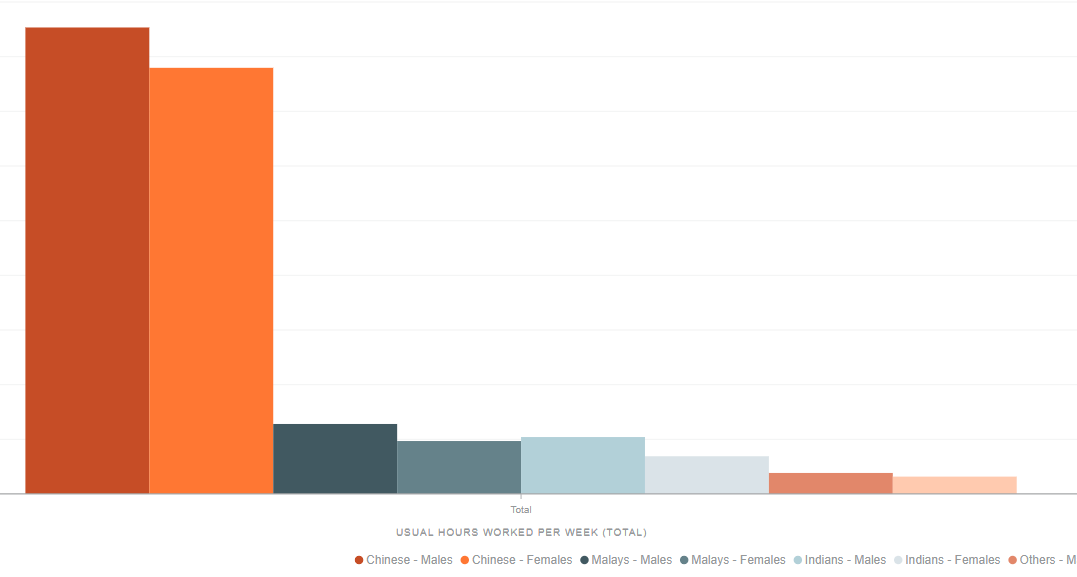 Total
USUAL HOURS WORKED PER WEEK (TOTAL)
Chinese - Males Chinese - Females Malays - Males Malays - Females Indians - Males Indians - Females Others - M